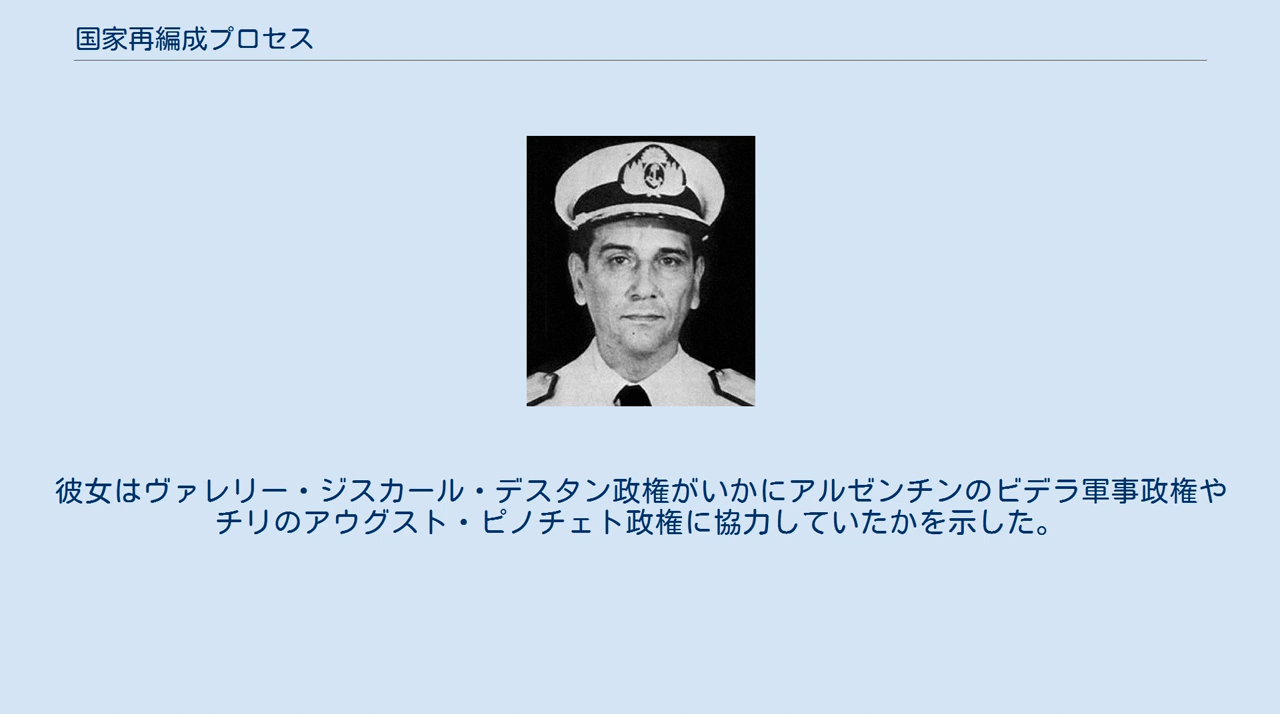 国家再編成プロセス
彼女はヴァレリー・ジスカール・デスタン政権がいかにアルゼンチンのビデラ軍事政権や
チリのアウグスト・ピノチェト政権に協力していたかを示した。